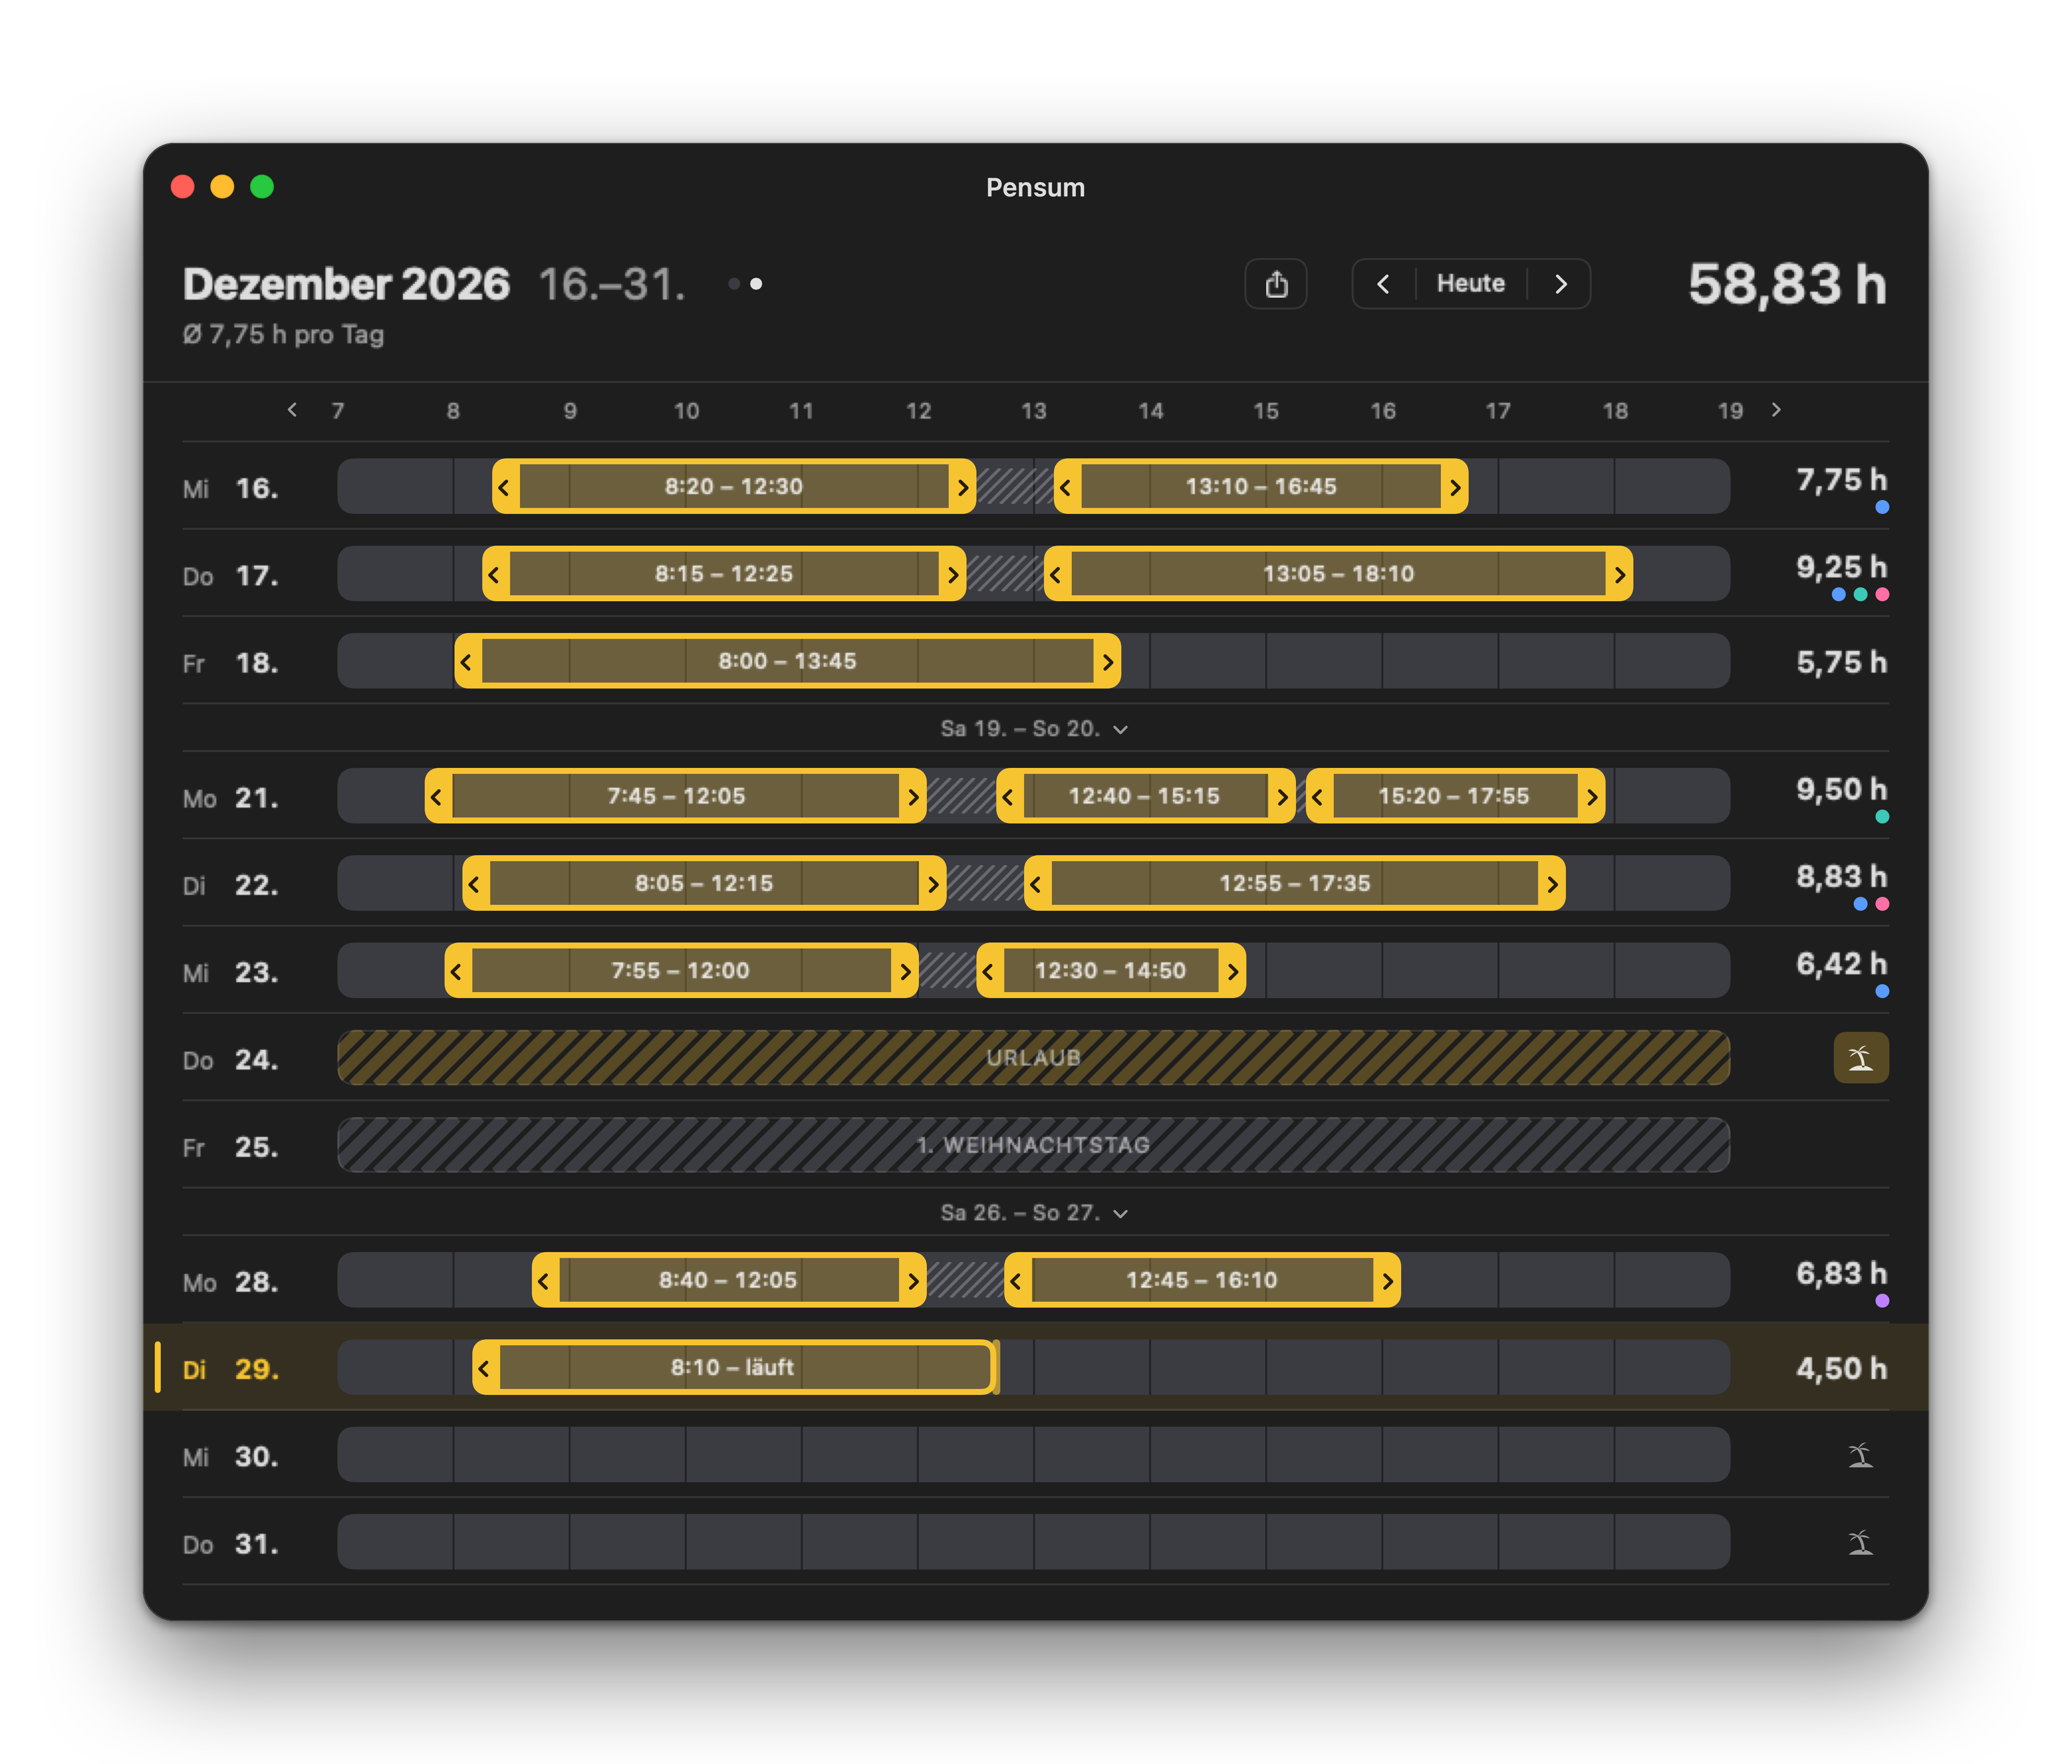 Pensum
Dezember 2026 16.–31. Heute 58,83 h
Ø 7,75 h pro Tag
7 8 9 10 11 12 13 14 15 16 17 18 19
Mi 16. 8:20 – 12:30 13:10 – 16:45 7,75 h
Do 17. 8:15 – 12:25 13:05 – 18:10 9,25 h
Fr 18. 8:00 – 13:45 5,75 h
Sa 19. – So 20.
Mo 21. 7:45 – 12:05 12:40 – 15:15 15:20 – 17:55 9,50 h
Di 22. 8:05 – 12:15 12:55 – 17:35 8,83 h
Mi 23. 7:55 – 12:00 12:30 – 14:50 6,42 h
Do 24. URLAUB
Fr 25. 1. WEIHNACHTSTAG
Sa 26. – So 27.
Mo 28. 8:40 – 12:05 12:45 – 16:10 6,83 h
Di 29. 8:10 – läuft 4,50 h
Mi 30.
Do 31.